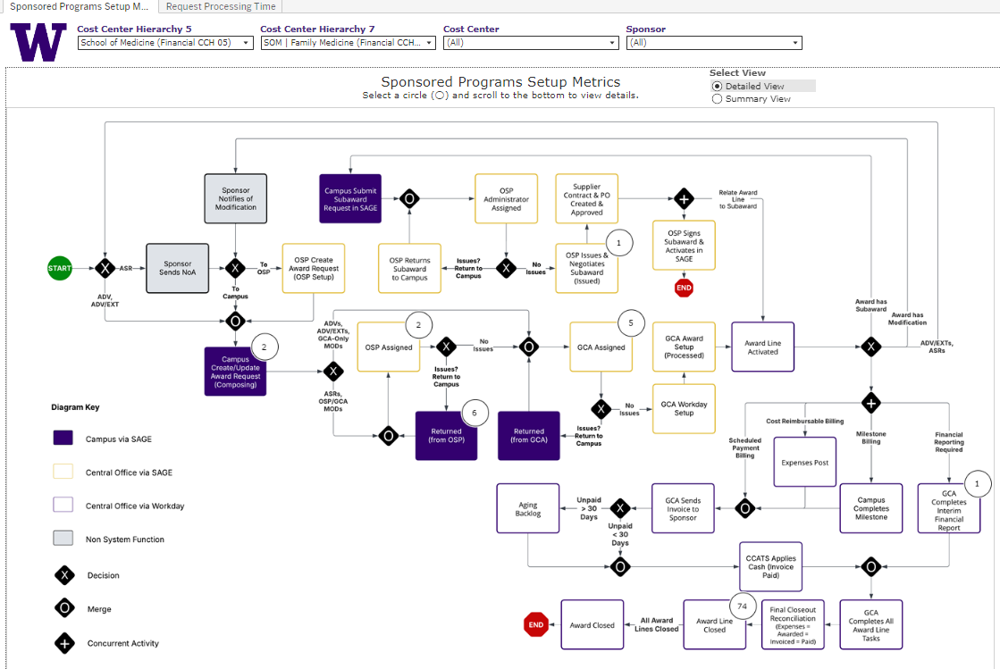 Sponsored Programs Setup M...
Request Processing Time
W
Cost Center Hierarchy 5
School of Medicine (Financial CCH 05)
Cost Center Hierarchy 7
SOM | Family Medicine (Financial CCH...
Cost Center
(All)
Sponsor
(All)
Sponsored Programs Setup Metrics
Select a circle (○) and scroll to the bottom to view details.
Select View
Detailed View
Summary View
Sponsor
Notifies of
Modification
Campus Submit
Subaward
Request in SAGE
O
OSP
Administrator
Assigned
Supplier
Contract & PO
Created &
Approved
+
Relate Award
Line
to Subaward
START
X
ASR
Sponsor
Sends NoA
X
To
OSP
OSP Create
Award Request
(OSP Setup)
OSP Returns
Subaward
to Campus
Issues?
Return to
Campus
X
No
Issues
OSP Issues &
Negotiates
Subaward
(Issued)
1
OSP Signs
Subaward &
Activates in
SAGE
END
ADV,
ADV/EXT
To
Campus
O
Campus
Create/Update
Award Request
(Composing)
2
ADVs,
ADV/EXTs,
GCA-Only
MODs
X
ASRs,
OSP/GCA
MODs
OSP Assigned
2
X
No
Issues
Issues?
Return to
Campus
O
GCA Assigned
5
GCA Award
Setup
(Processed)
Award Line
Activated
Award has
Subaward
Award has
Modification
X
ADV/EXTs,
ASRs
O
Returned
(from OSP)
6
Returned
(from GCA)
X
No
Issues
Issues?
Return to
Campus
GCA Workday
Setup
+
Cost Reimbursable Billing
Scheduled
Payment
Billing
Milestone
Billing
Financial
Reporting
Required
Expenses Post
Aging
Backlog
Unpaid
> 30
Days
X
Unpaid
< 30
Days
GCA Sends
Invoice to
Sponsor
O
Campus
Completes
Milestone
GCA
Completes
Interim
Financial
Report
1
O
CCATS Applies
Cash (Invoice
Paid)
O
END
Award Closed
All Award
Lines Closed
Award Line
Closed
74
Final Closeout
Reconciliation
(Expenses =
Awarded =
Invoiced = Paid)
GCA
Completes All
Award Line
Tasks
Diagram Key
Campus via SAGE
Central Office via SAGE
Central Office via Workday
Non System Function
X
Decision
O
Merge
+
Concurrent Activity